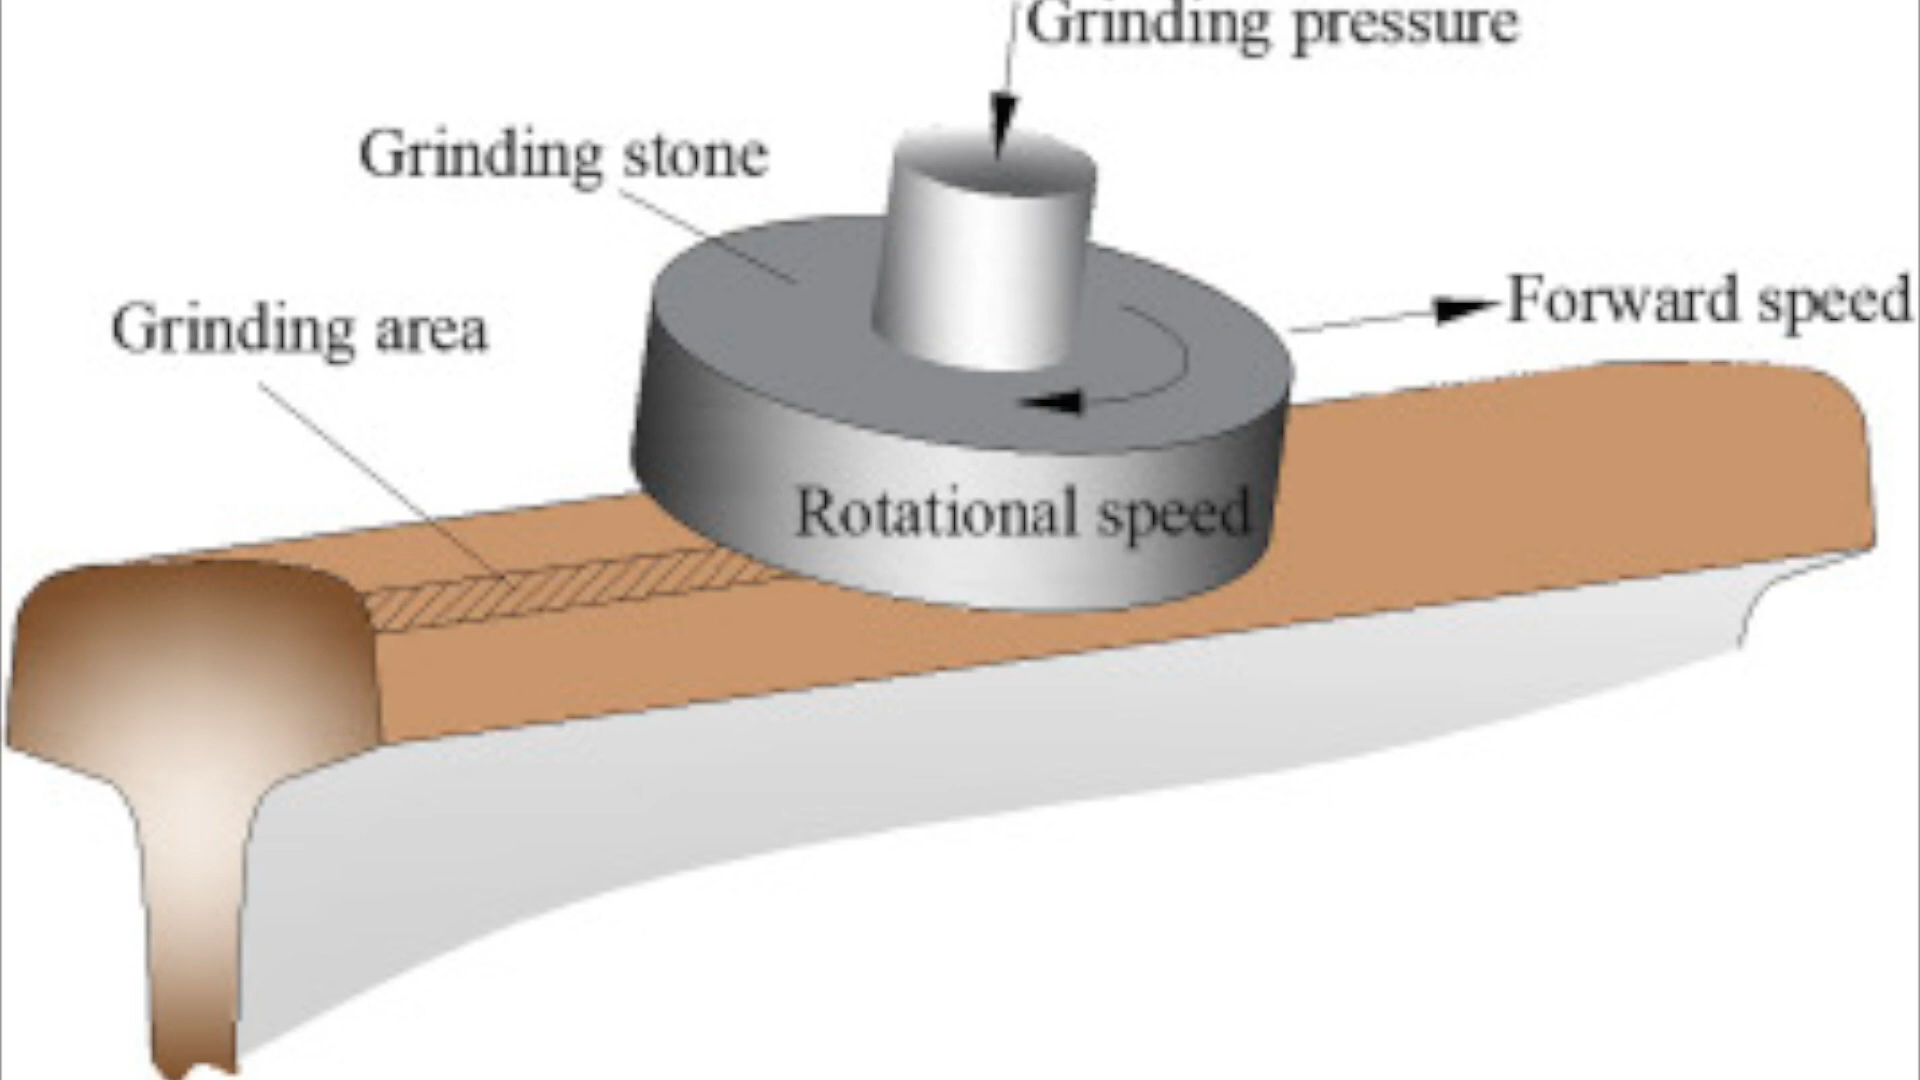 Grinding pressure
Grinding stone
Forward speed
Grinding area
Rotational speed